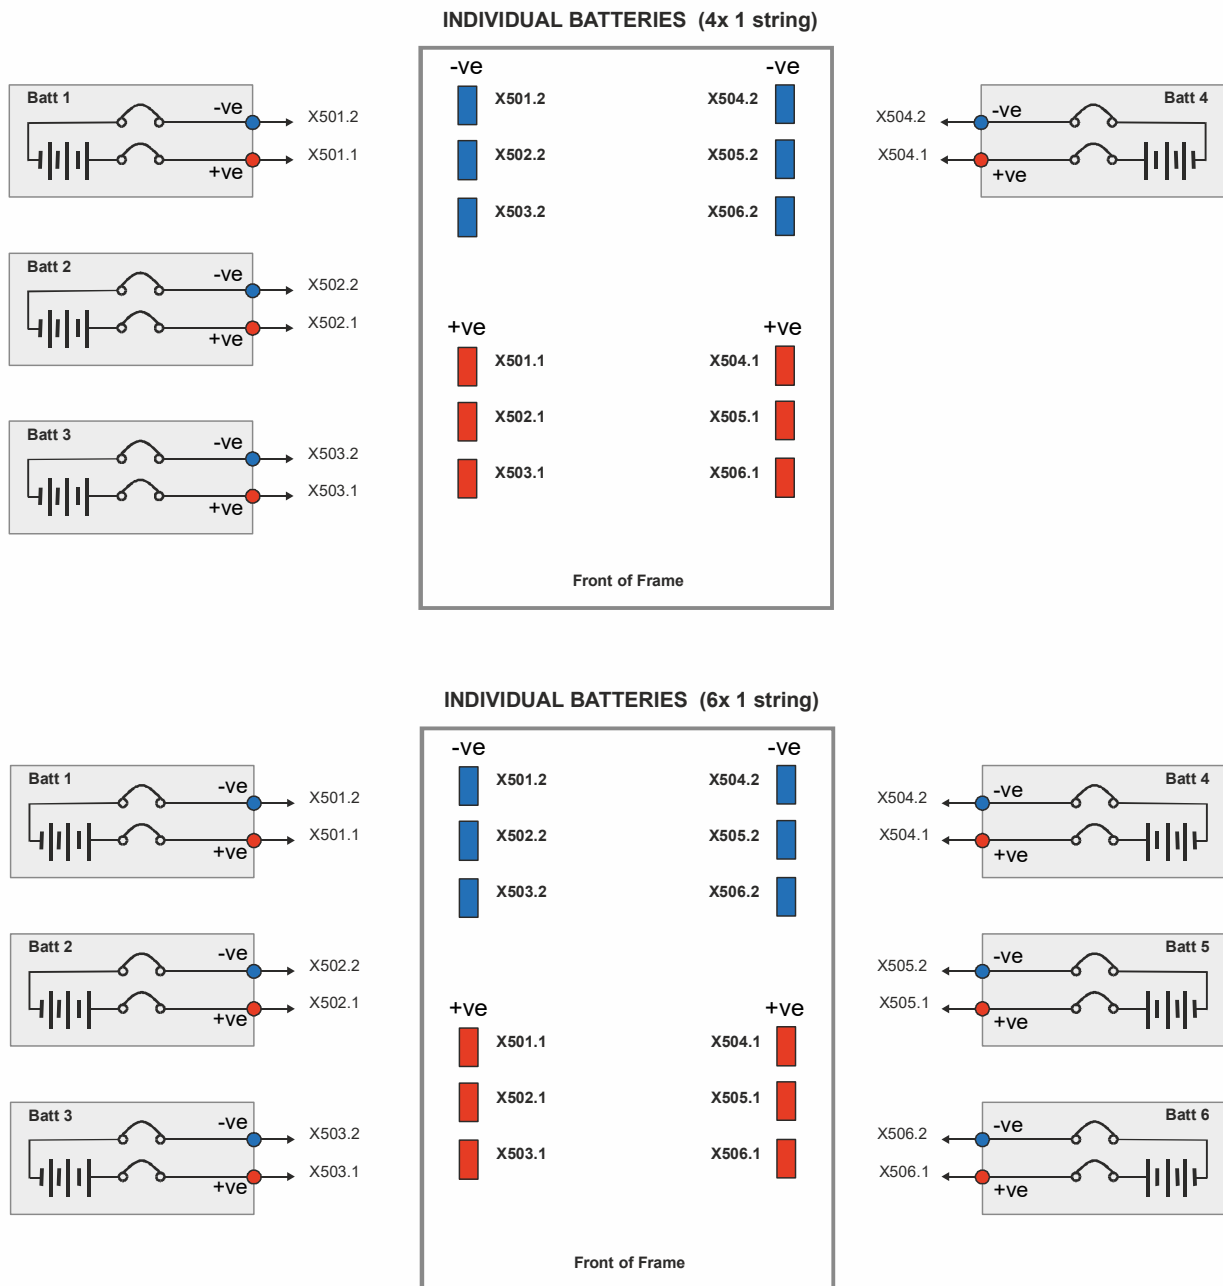 INDIVIDUAL BATTERIES (4x 1 string)
Batt 1
-ve
X501.2
X501.1
+ve
Batt 2
-ve
X502.2
X502.1
+ve
Batt 3
-ve
X503.2
X503.1
+ve
-ve
X501.2
X502.2
X503.2
+ve
X501.1
X502.1
X503.1
-ve
X504.2
X505.2
X506.2
+ve
X504.1
X505.1
X506.1
Front of Frame
Batt 4
X504.2
-ve
X504.1
+ve
INDIVIDUAL BATTERIES (6x 1 string)
Batt 1
-ve
X501.2
X501.1
+ve
Batt 2
-ve
X502.2
X502.1
+ve
Batt 3
-ve
X503.2
X503.1
+ve
-ve
X501.2
X502.2
X503.2
+ve
X501.1
X502.1
X503.1
-ve
X504.2
X505.2
X506.2
+ve
X504.1
X505.1
X506.1
Front of Frame
Batt 4
X504.2
-ve
X504.1
+ve
Batt 5
X505.2
-ve
X505.1
+ve
Batt 6
X506.2
-ve
X506.1
+ve